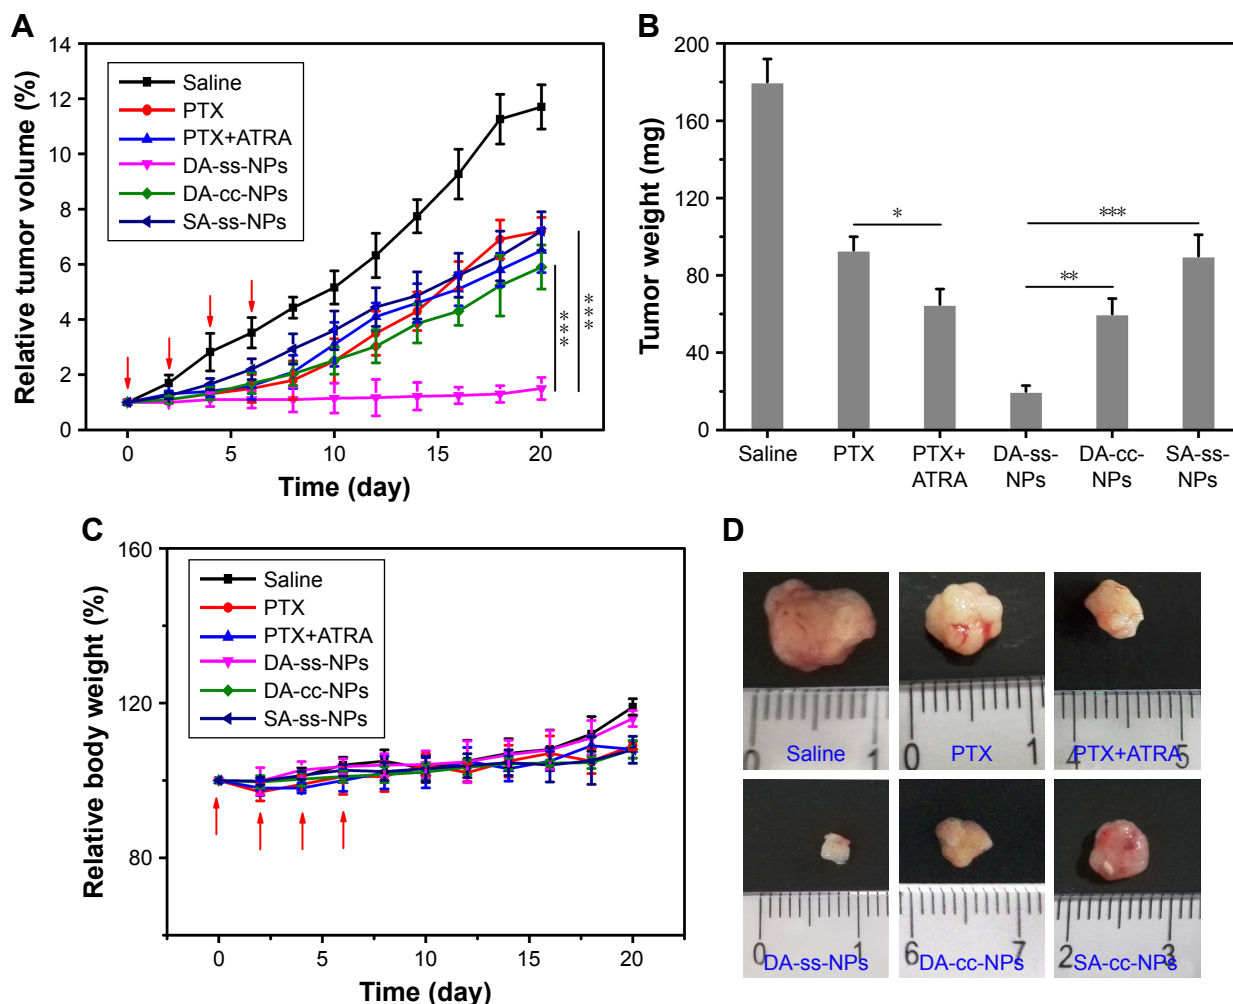 A
Relative tumor volume (%)
14
12
10
8
6
4
2
0
Saline
PTX
PTX+ATRA
DA-ss-NPs
DA-cc-NPs
SA-ss-NPs
***
***
0
5
10
15
20
Time (day)
B
Tumor weight (mg)
200
160
120
80
40
0
*
**
***
Saline
PTX
PTX+
ATRA
DA-ss-
NPs
DA-cc-
NPs
SA-ss-
NPs
C
Relative body weight (%)
160
120
80
Saline
PTX
PTX+ATRA
DA-ss-NPs
DA-cc-NPs
SA-ss-NPs
0
5
10
15
20
Time (day)
D
0 1
Saline
0 1
PTX
4 5
PTX+ATRA
0 1
DA-ss-NPs
6 7
DA-cc-NPs
2 3
SA-cc-NPs